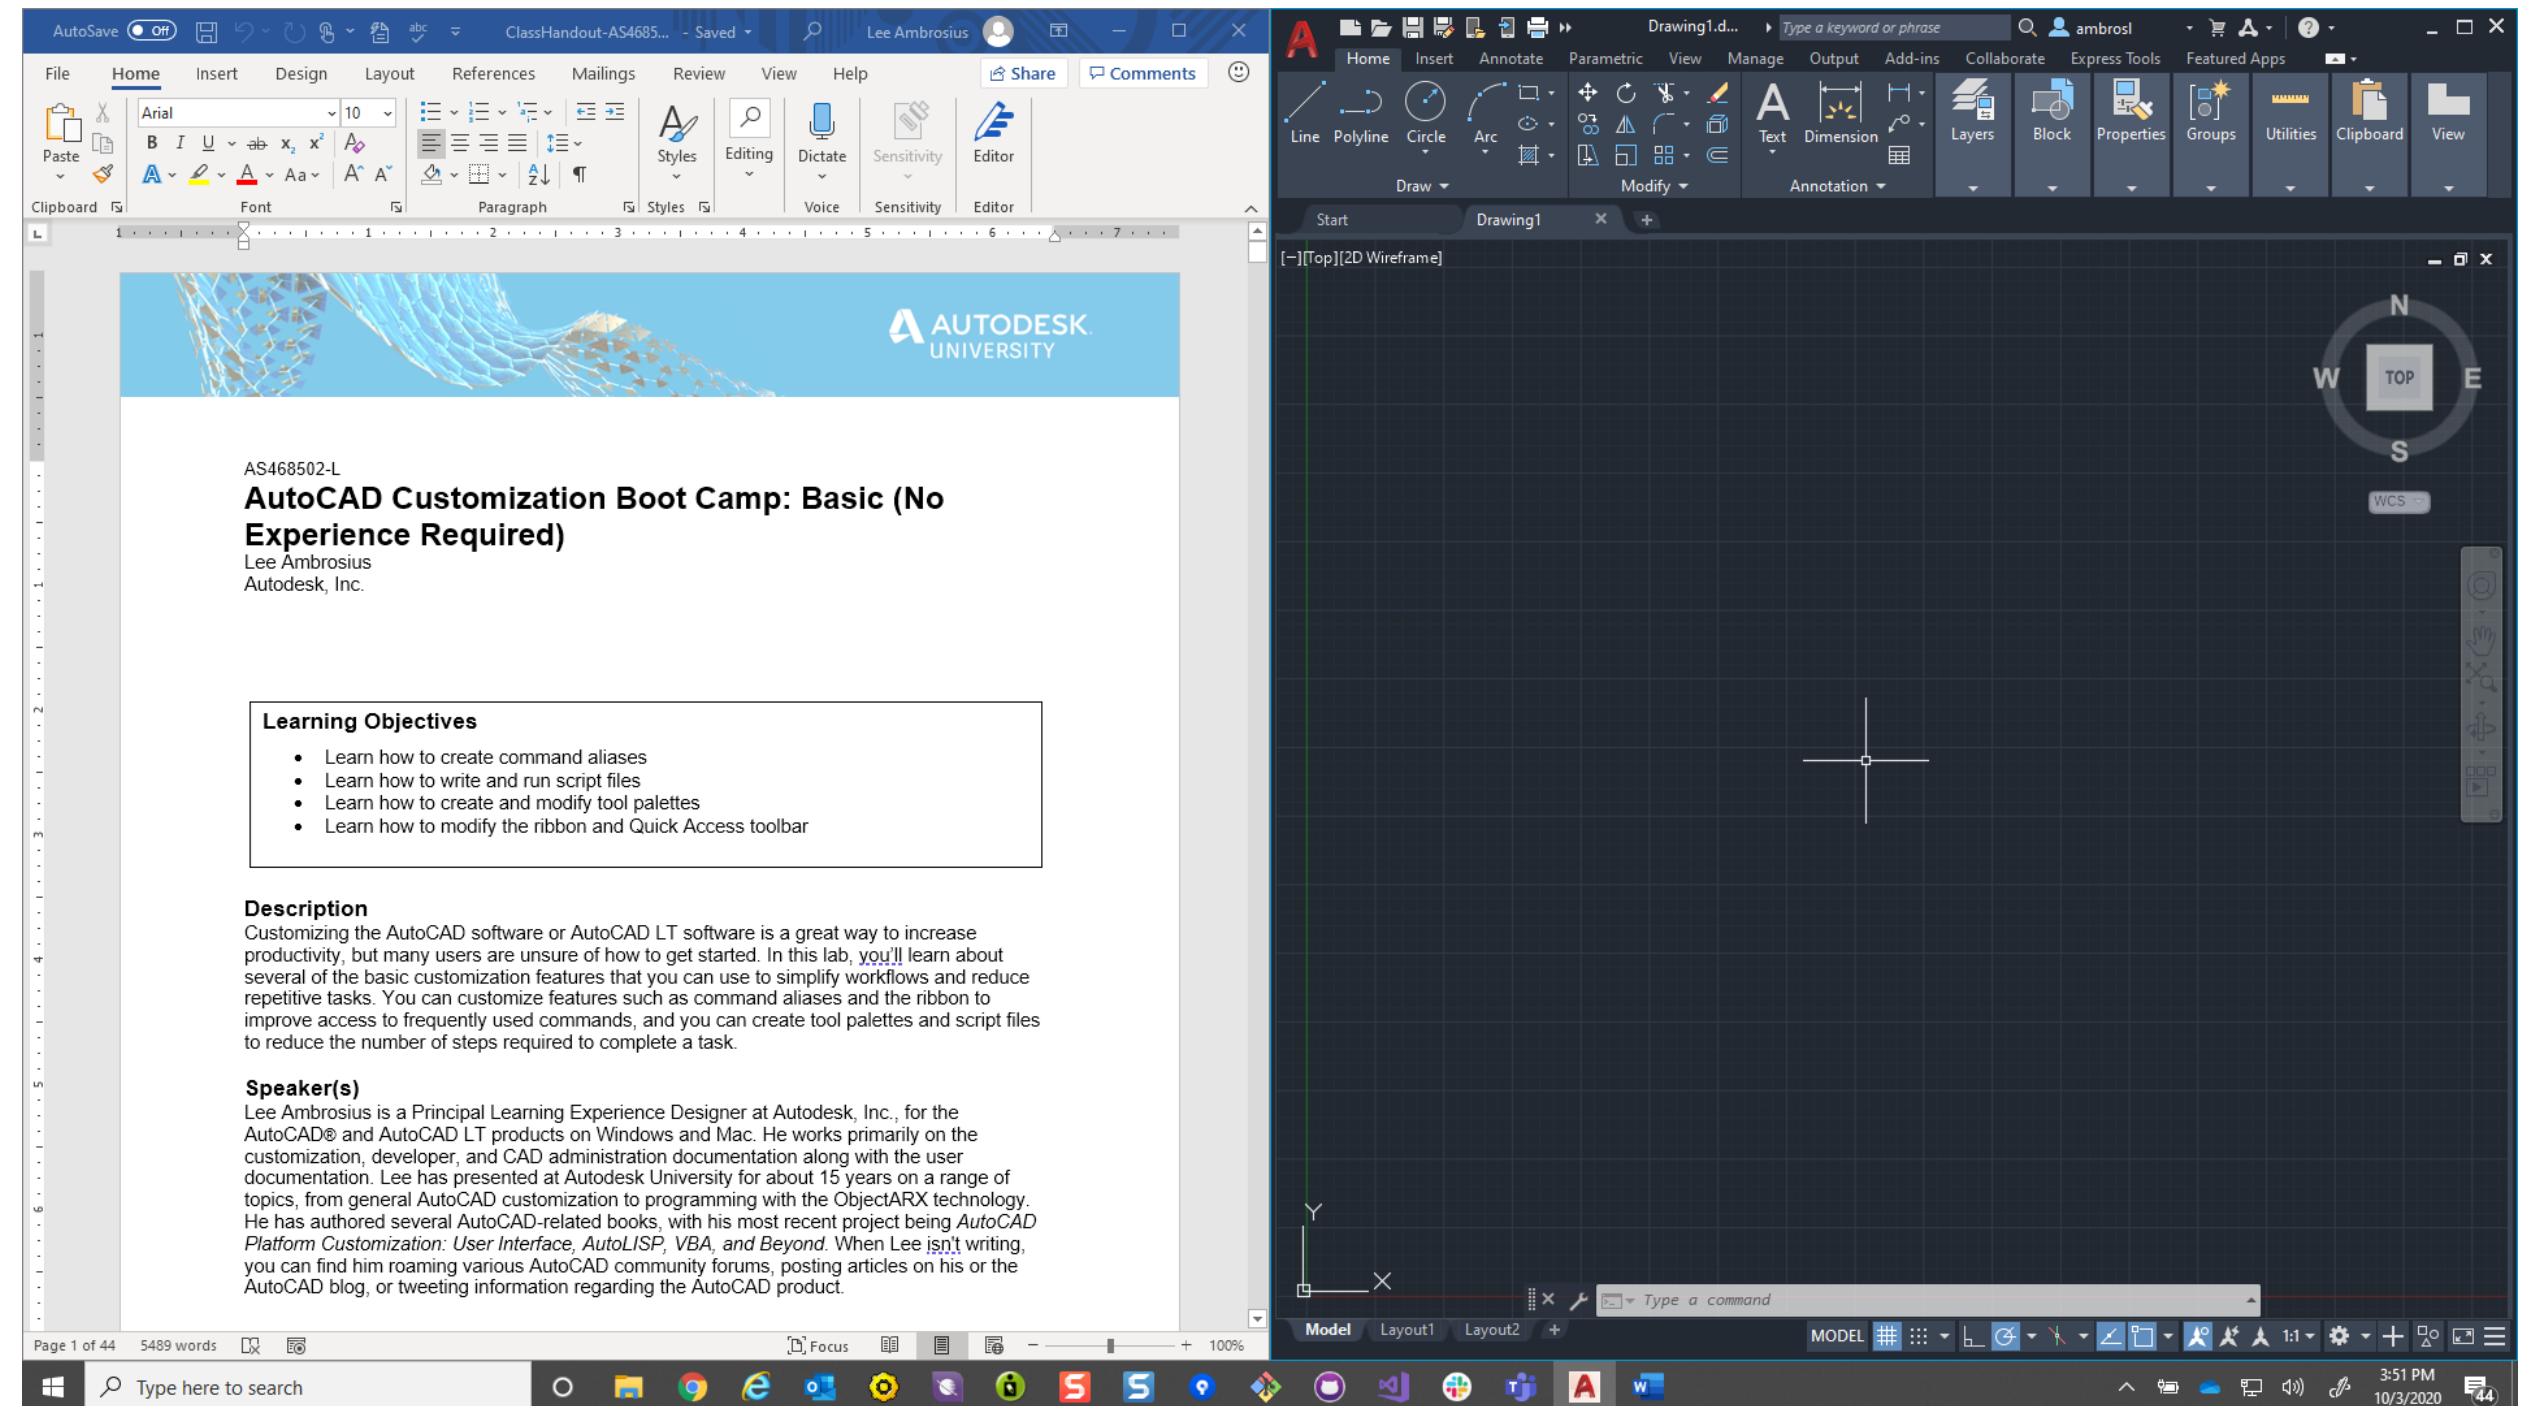 AutoSave Off ClassHandout-AS4685... - Saved Lee Ambrosius
File Home Insert Design Layout References Mailings Review View Help Share Comments
Arial 10
B I U ab x2 x2 A
A A Aa A A A Z
Paste Styles Editing Dictate Sensitivity Editor
Clipboard Font Paragraph Styles Voice Sensitivity Editor
L 1 1 2 3 4 5 6 7
AUTODESK
UNIVERSITY
AS468502-L
AutoCAD Customization Boot Camp: Basic (No
Experience Required)
Lee Ambrosius
Autodesk, Inc.
Learning Objectives
• Learn how to create command aliases
• Learn how to write and run script files
• Learn how to create and modify tool palettes
• Learn how to modify the ribbon and Quick Access toolbar
Description
Customizing the AutoCAD software or AutoCAD LT software is a great way to increase
productivity, but many users are unsure of how to get started. In this lab, you'll learn about
several of the basic customization features that you can use to simplify workflows and reduce
repetitive tasks. You can customize features such as command aliases and the ribbon to
improve access to frequently used commands, and you can create tool palettes and script files
to reduce the number of steps required to complete a task.
Speaker(s)
Lee Ambrosius is a Principal Learning Experience Designer at Autodesk, Inc., for the
AutoCAD® and AutoCAD LT products on Windows and Mac. He works primarily on the
customization, developer, and CAD administration documentation along with the user
documentation. Lee has presented at Autodesk University for about 15 years on a range of
topics, from general AutoCAD customization to programming with the ObjectARX technology.
He has authored several AutoCAD-related books, with his most recent project being AutoCAD
Platform Customization: User Interface, AutoLISP, VBA, and Beyond. When Lee isn't writing,
you can find him roaming various AutoCAD community forums, posting articles on his or the
AutoCAD blog, or tweeting information regarding the AutoCAD product.
Page 1 of 44 5489 words Focus 100%
Drawing1.d... Type a keyword or phrase ambrosl
Home Insert Annotate Parametric View Manage Output Add-ins Collaborate Express Tools Featured Apps
Line Polyline Circle Arc Text Dimension Layers Block Properties Groups Utilities Clipboard View
Draw Modify Annotation
Start Drawing1
[−][Top][2D Wireframe]
N
W TOP E
S
WCS
Y
X
Type a command
Model Layout1 Layout2 MODEL 1:1
Type here to search
3:51 PM
10/3/2020
44